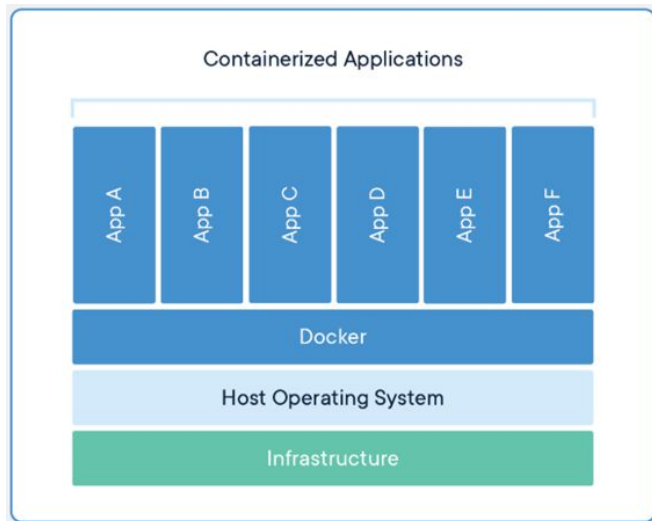 Containerized Applications
App A
App B
App C
App D
App E
App F
Docker
Host Operating System
Infrastructure